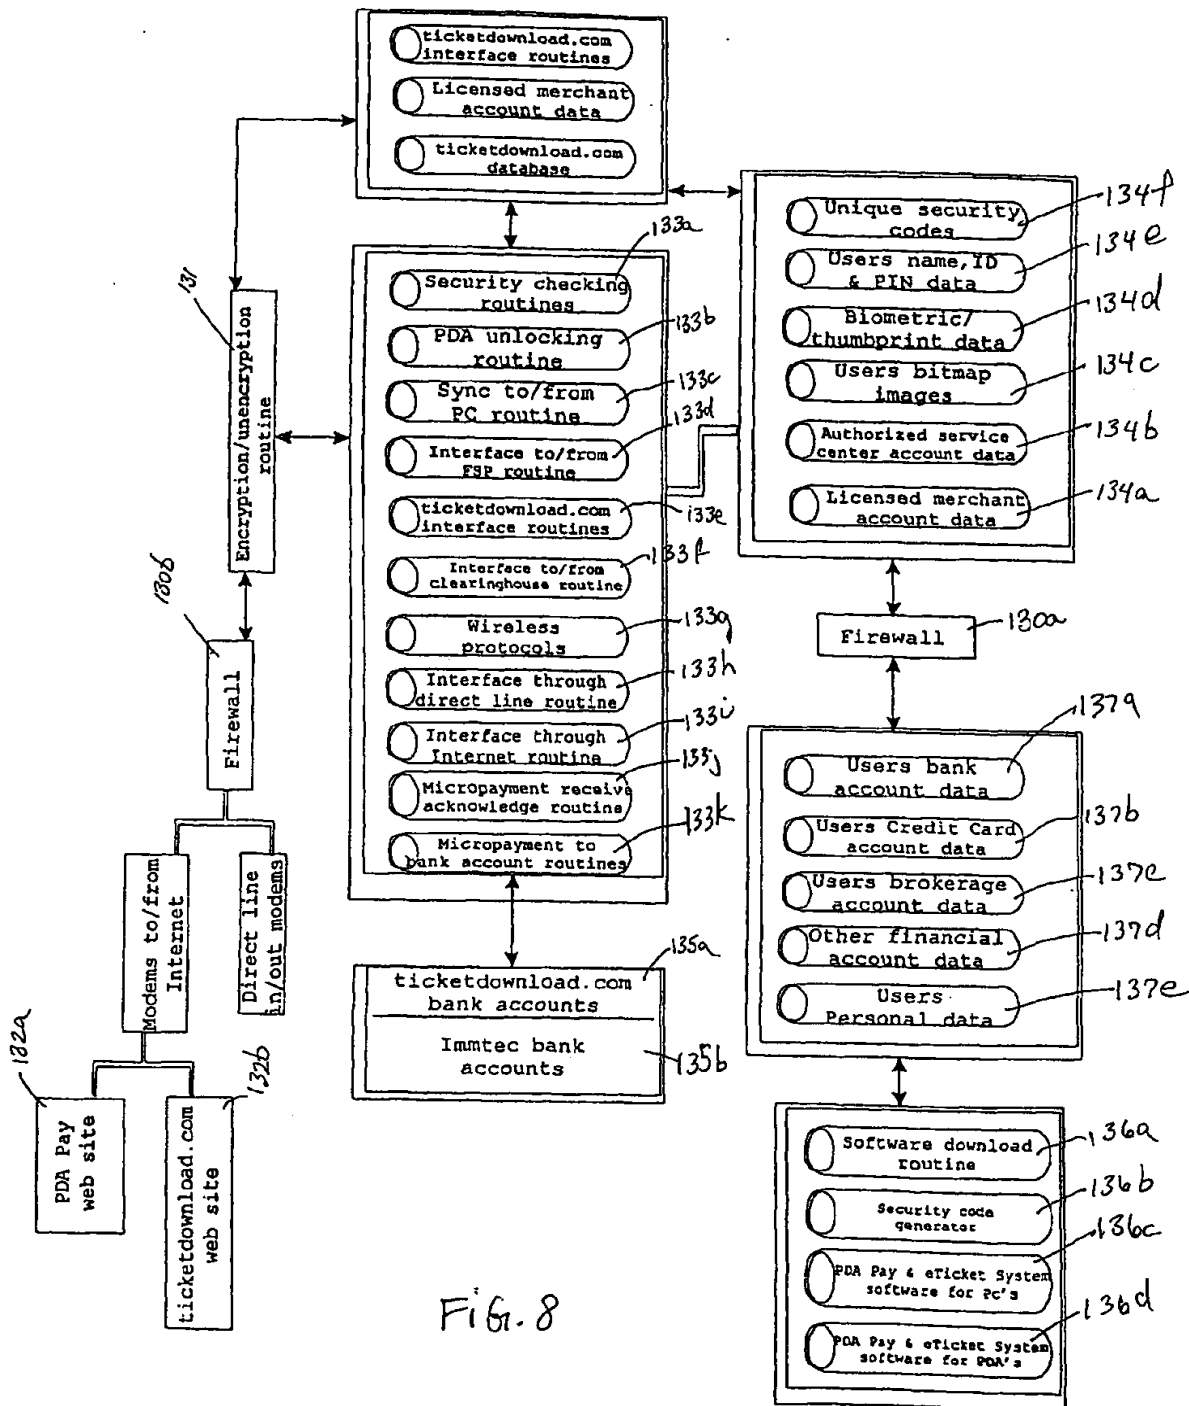 ticketdownload.com
interface routines
Licensed merchant
account data
ticketdownload.com
database
133a
Security checking
routines
133b
PDA unlocking
routine
133c
Sync to/from
PC routine
133d
Interface to/from
FSP routine
ticketdownload.com
interface routines
133e
133f
Interface to/from
clearinghouse routine
133g
Wireless
protocols
133h
Interface through
direct line routine
133i
Interface through
Internet routine
133j
Micropayment receive
acknowledge routine
133k
Micropayment to
bank account routines
135a
ticketdownload.com
bank accounts
Immtec bank
accounts
135b
131
Encryption/unencryption
routine
130b
Firewall
Modems to/from
Internet
Direct line
in/out modems
132a
PDA Pay
web site
132b
ticketdownload.com
web site
134f
Unique security
codes
134e
Users name, ID
& PIN data
134d
Biometric/
thumbprint data
134c
Users bitmap
images
134b
Authorized service
center account data
134a
Licensed merchant
account data
Firewall
130a
137a
Users bank
account data
137b
Users Credit Card
account data
137c
Users brokerage
account data
137d
Other financial
account data
137e
Users
Personal data
136a
Software download
routine
136b
Security code
generator
136c
PDA Pay & eTicket System
software for PC's
136d
PDA Pay & eTicket System
software for PDA's
FiG. 8